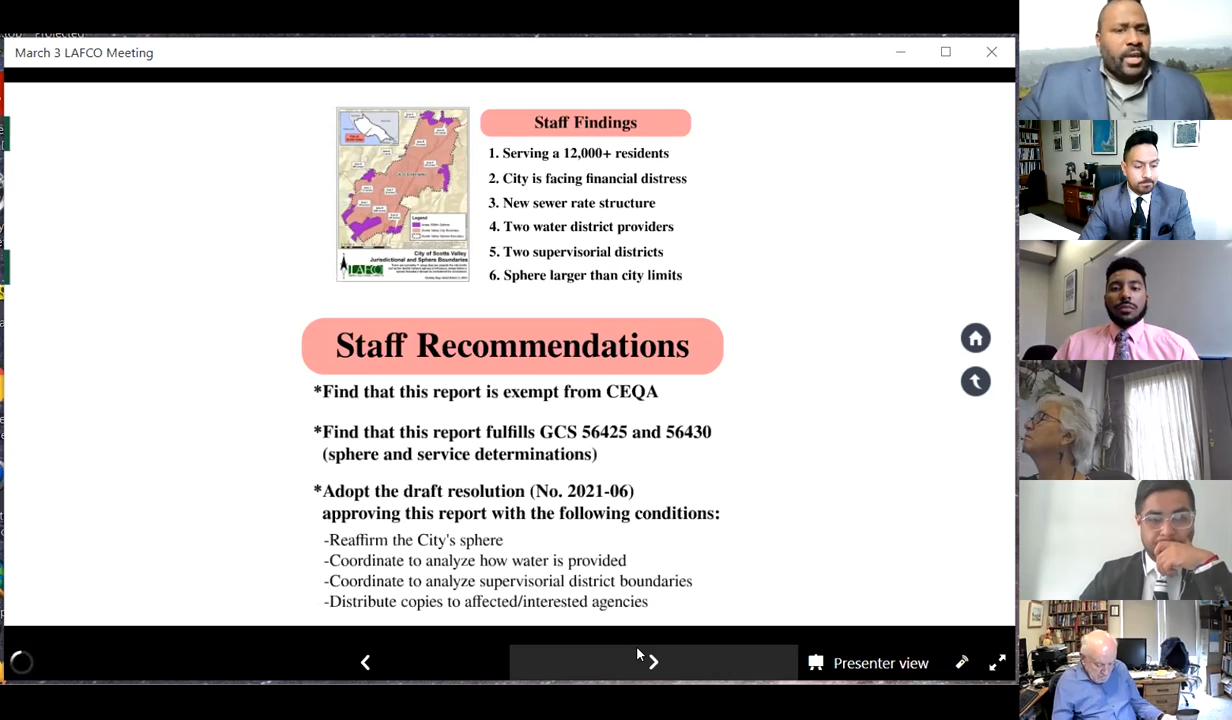 March 3 LAFCO Meeting
Staff Findings
1. Serving a 12,000+ residents
2. City is facing financial distress
3. New sewer rate structure
4. Two water district providers
5. Two supervisorial districts
6. Sphere larger than city limits
Legend
City of Scotts Valley
Jurisdictional and Sphere Boundaries
LAFCO
Staff Recommendations
*Find that this report is exempt from CEQA
*Find that this report fulfills GCS 56425 and 56430
(sphere and service determinations)
*Adopt the draft resolution (No. 2021-06)
approving this report with the following conditions:
-Reaffirm the City's sphere
-Coordinate to analyze how water is provided
-Coordinate to analyze supervisorial district boundaries
-Distribute copies to affected/interested agencies
Presenter view